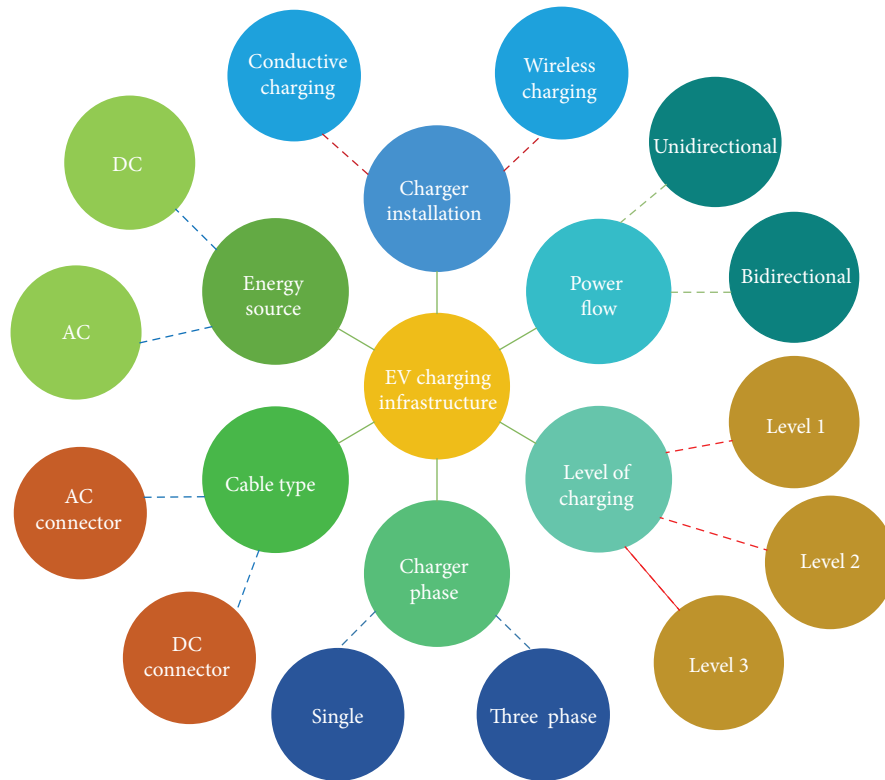 Conductive
charging
Wireless
charging
DC
Unidirectional
Charger
installation
Energy
source
Power
flow
Bidirectional
AC
EV charging
infrastructure
Level 1
AC
connector
Cable type
Level of
charging
Level 2
Charger
phase
DC
connector
Level 3
Single
Three phase